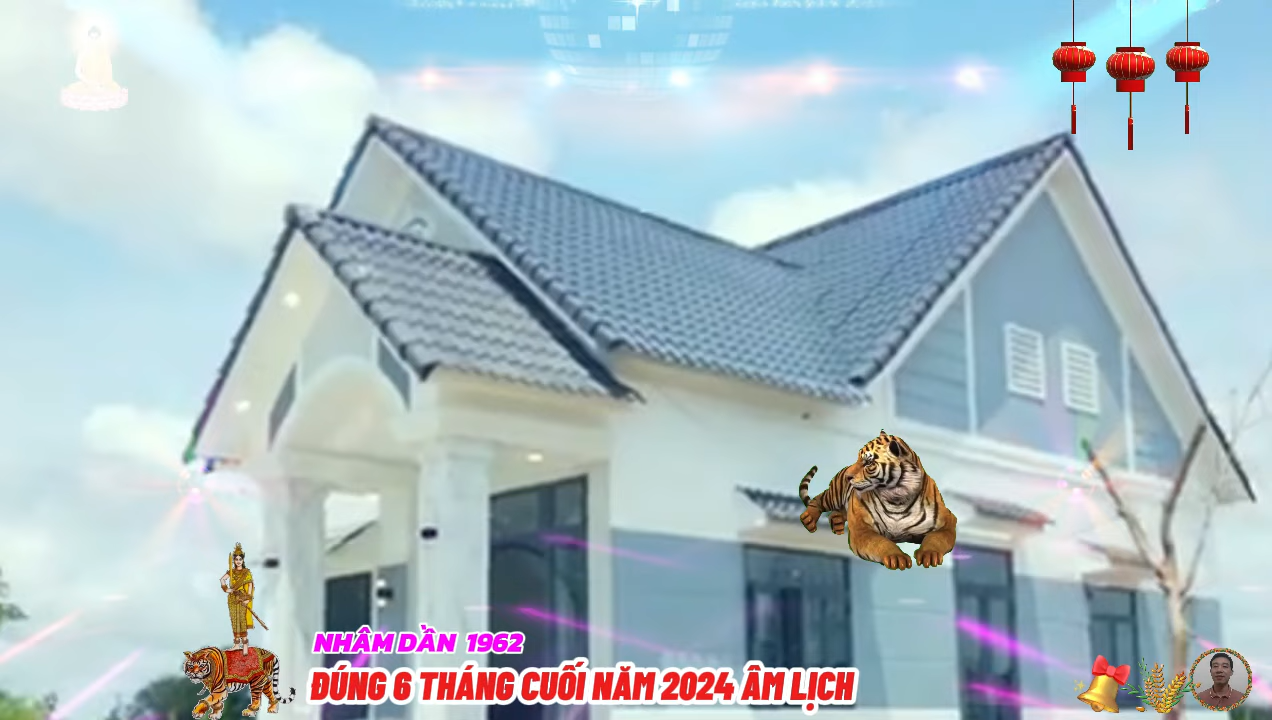 NHÂM DẦN 1962
ĐÚNG 6 THÁNG CUỐI NĂM 2024 ÂM LỊCH